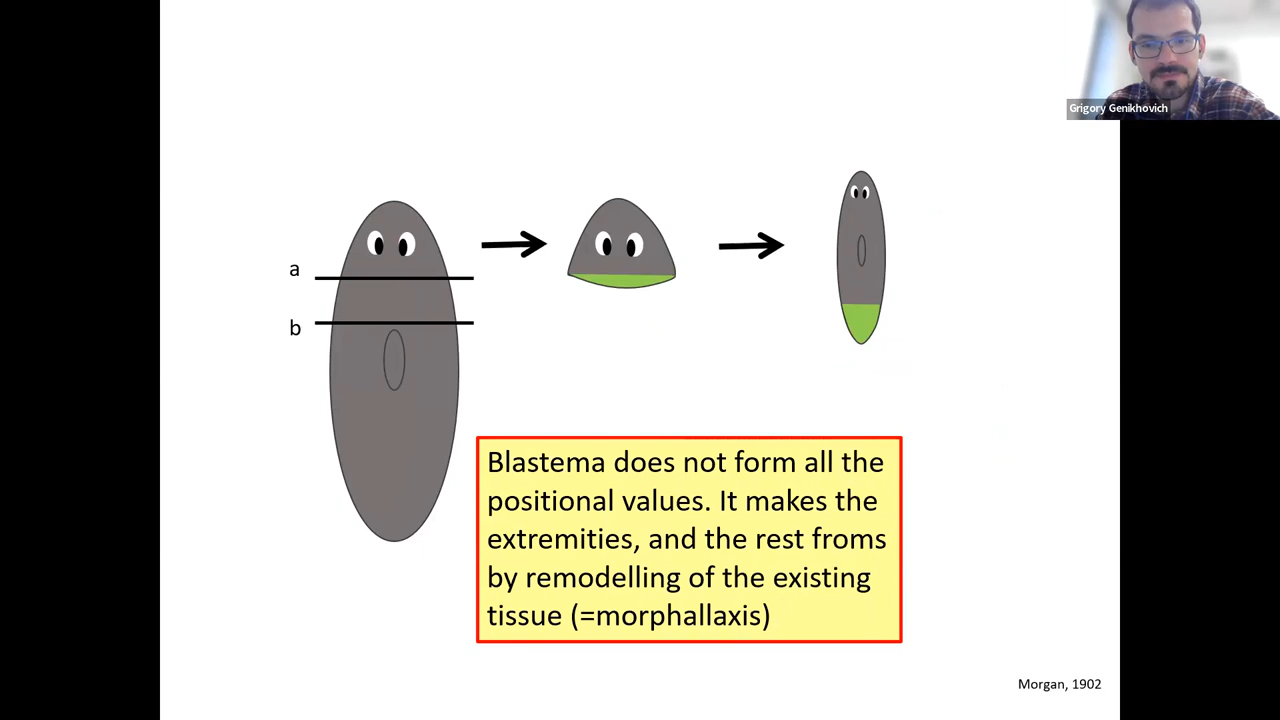 Grigory Genikhovich
a
b
Blastema does not form all the
positional values. It makes the
extremities, and the rest froms
by remodelling of the existing
tissue (=morphallaxis)
Morgan, 1902